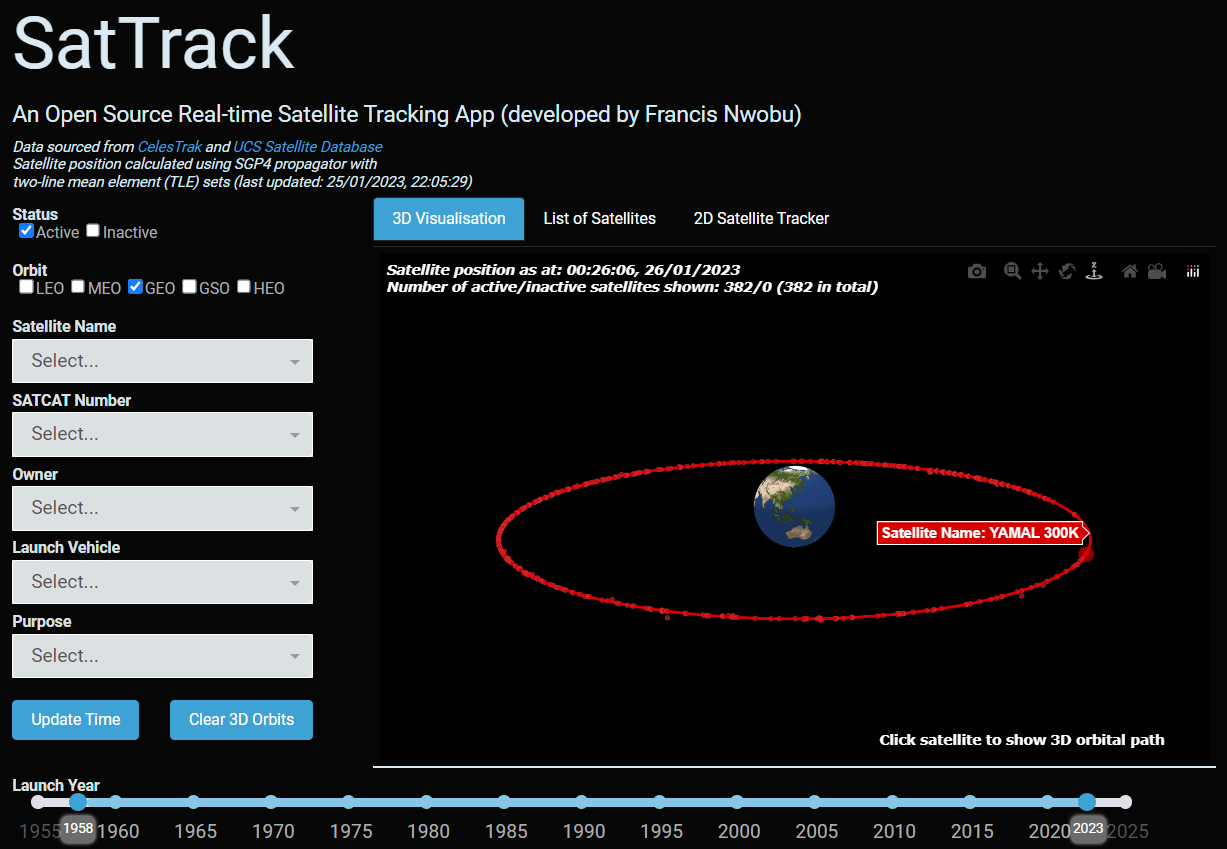 SatTrack
An Open Source Real-time Satellite Tracking App (developed by Francis Nwobu)
Data sourced from CelesTrak and UCS Satellite Database
Satellite position calculated using SGP4 propagator with
two-line mean element (TLE) sets (last updated: 25/01/2023, 22:05:29)
Status
Active Inactive
Orbit
LEO MEO GEO GSO HEO
Satellite Name
Select...
SATCAT Number
Select...
Owner
Select...
Launch Vehicle
Select...
Purpose
Select...
Update Time Clear 3D Orbits
3D Visualisation List of Satellites 2D Satellite Tracker
Satellite position as at: 00:26:06, 26/01/2023
Number of active/inactive satellites shown: 382/0 (382 in total)
Z
Satellite Name: YAMAL 300K
Click satellite to show 3D orbital path
Launch Year
1955 1958 1960 1965 1970 1975 1980 1985 1990 1995 2000 2005 2010 2015 2020 2023 2025